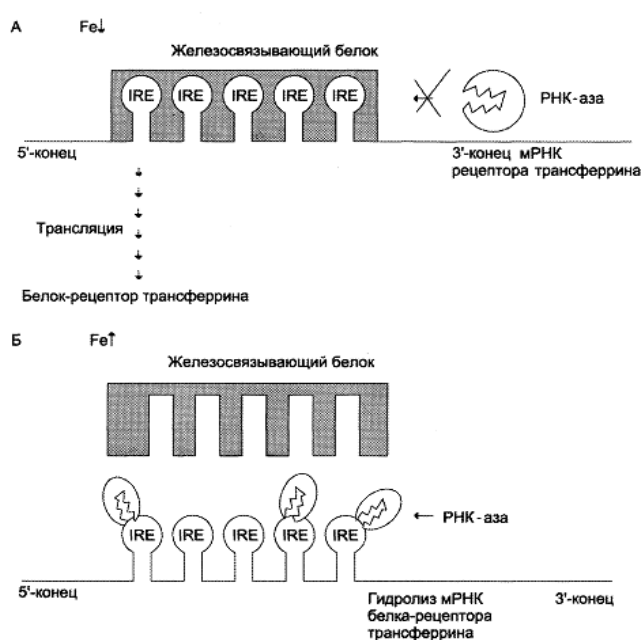 А Fe↓
Железосвязывающий белок
IRE IRE IRE IRE IRE
РНК-аза
5'-конец 3'-конец мРНК
рецептора трансферрина
Трансляция
Белок-рецептор трансферрина
Б Fe↑
Железосвязывающий белок
РНК-аза
IRE IRE IRE IRE IRE
5'-конец Гидролиз мРНК 3'-конец
белка-рецептора
трансферрина